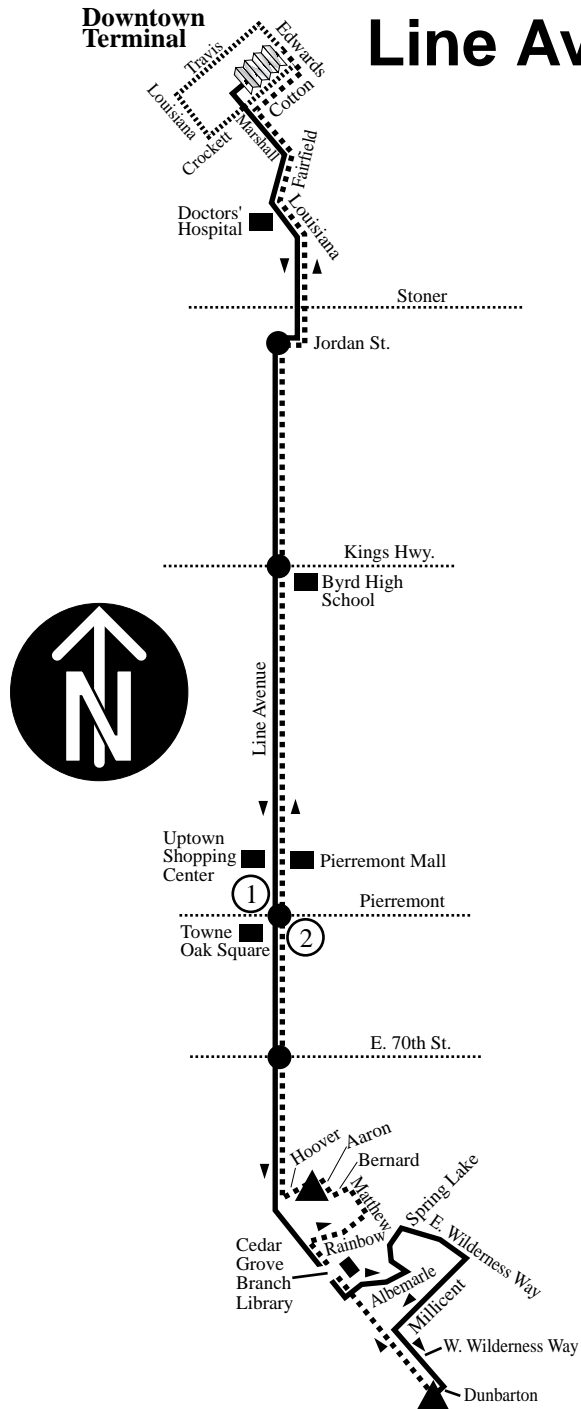 Downtown
Terminal
Line Av
Travis
Edwards
Louisiana
Cotton
Crockett
Marshall
Fairfield
Louisiana
Doctors'
Hospital
Stoner
Jordan St.
Kings Hwy.
Byrd High
School
N
Line Avenue
Uptown
Shopping
Center
Pierremont Mall
1
Pierremont
Towne
Oak Square
2
E. 70th St.
Hoover
Aaron
Bernard
Matthew
Spring Lake
E. Wilderness Way
Rainbow
Cedar
Grove
Branch
Library
Albemarle
Millicent
W. Wilderness Way
Dunbarton